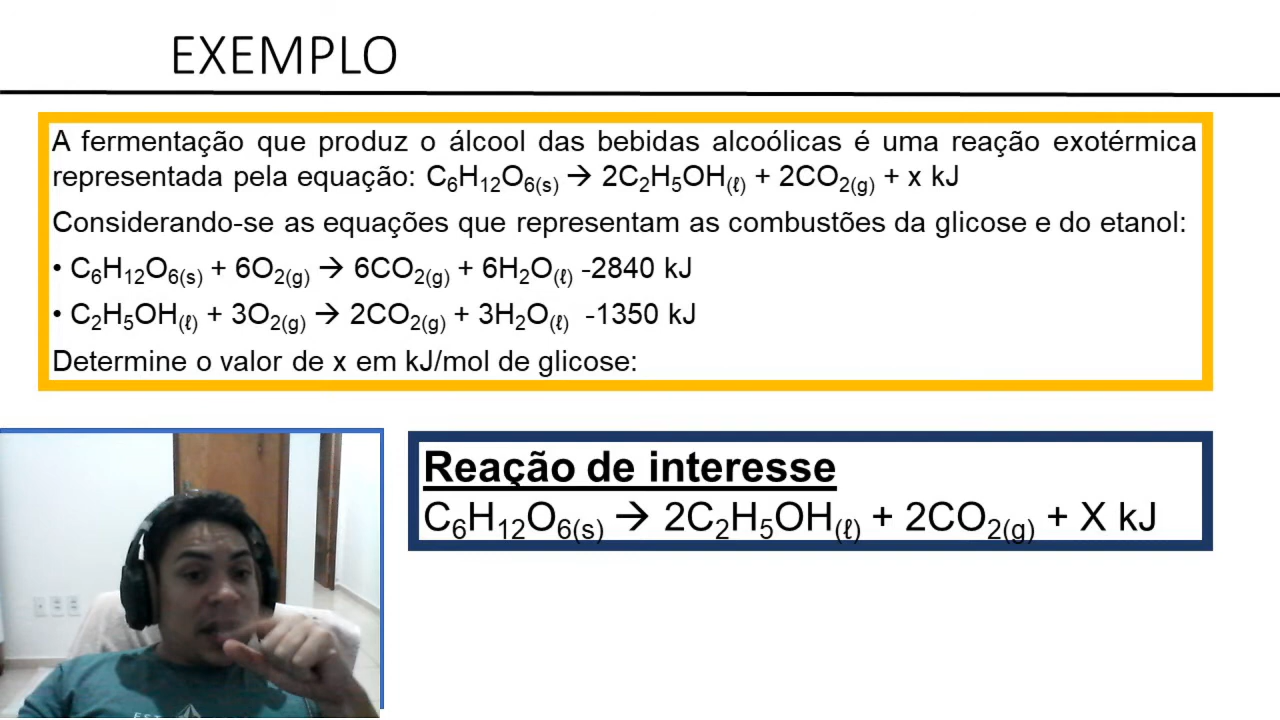 EXEMPLO
A fermentação que produz o álcool das bebidas alcoólicas é uma reação exotérmica
representada pela equação: C₆H₁₂O₆₍ₛ₎ → 2C₂H₅OH₍ℓ₎ + 2CO₂₍g₎ + x kJ
Considerando-se as equações que representam as combustões da glicose e do etanol:
• C₆H₁₂O₆₍ₛ₎ + 6O₂₍g₎ → 6CO₂₍g₎ + 6H₂O₍ℓ₎ -2840 kJ
• C₂H₅OH₍ℓ₎ + 3O₂₍g₎ → 2CO₂₍g₎ + 3H₂O₍ℓ₎ -1350 kJ
Determine o valor de x em kJ/mol de glicose:
Reação de interesse
C₆H₁₂O₆₍ₛ₎ → 2C₂H₅OH₍ℓ₎ + 2CO₂₍g₎ + X kJ